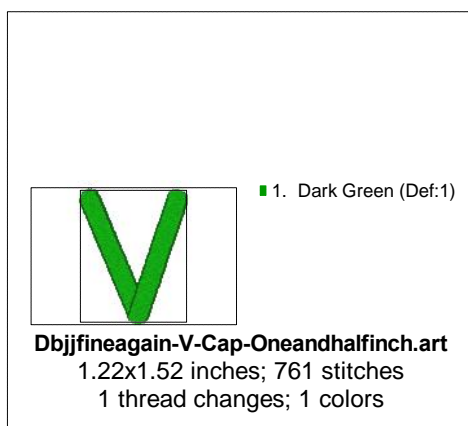 V
1. Dark Green (Def:1)
Dbjjfineagain-V-Cap-Oneandhalfinch.art
1.22x1.52 inches; 761 stitches
1 thread changes; 1 colors